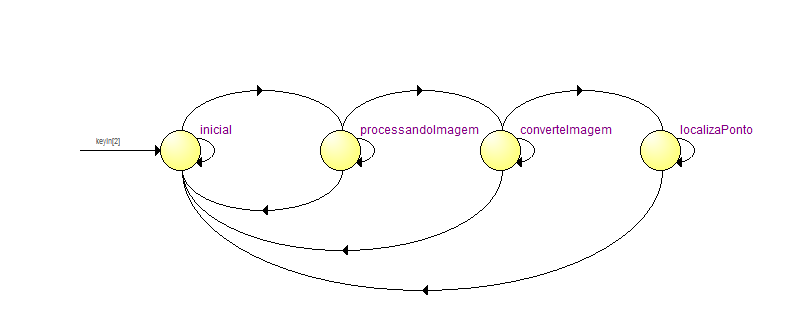 inicial
processandoImagem
converteImagem
localizaPonto
keyIn[2]